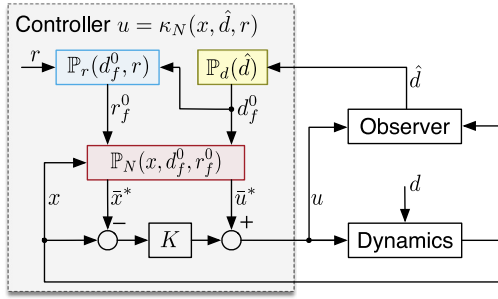 Controller u = κ_N(x, d̂, r)
r
ℙ_r(d_f^0, r)
ℙ_d(d̂)
d̂
r_f^0
d_f^0
Observer
ℙ_N(x, d_f^0, r_f^0)
x
x̄*
ū*
u
d
−
+
K
Dynamics